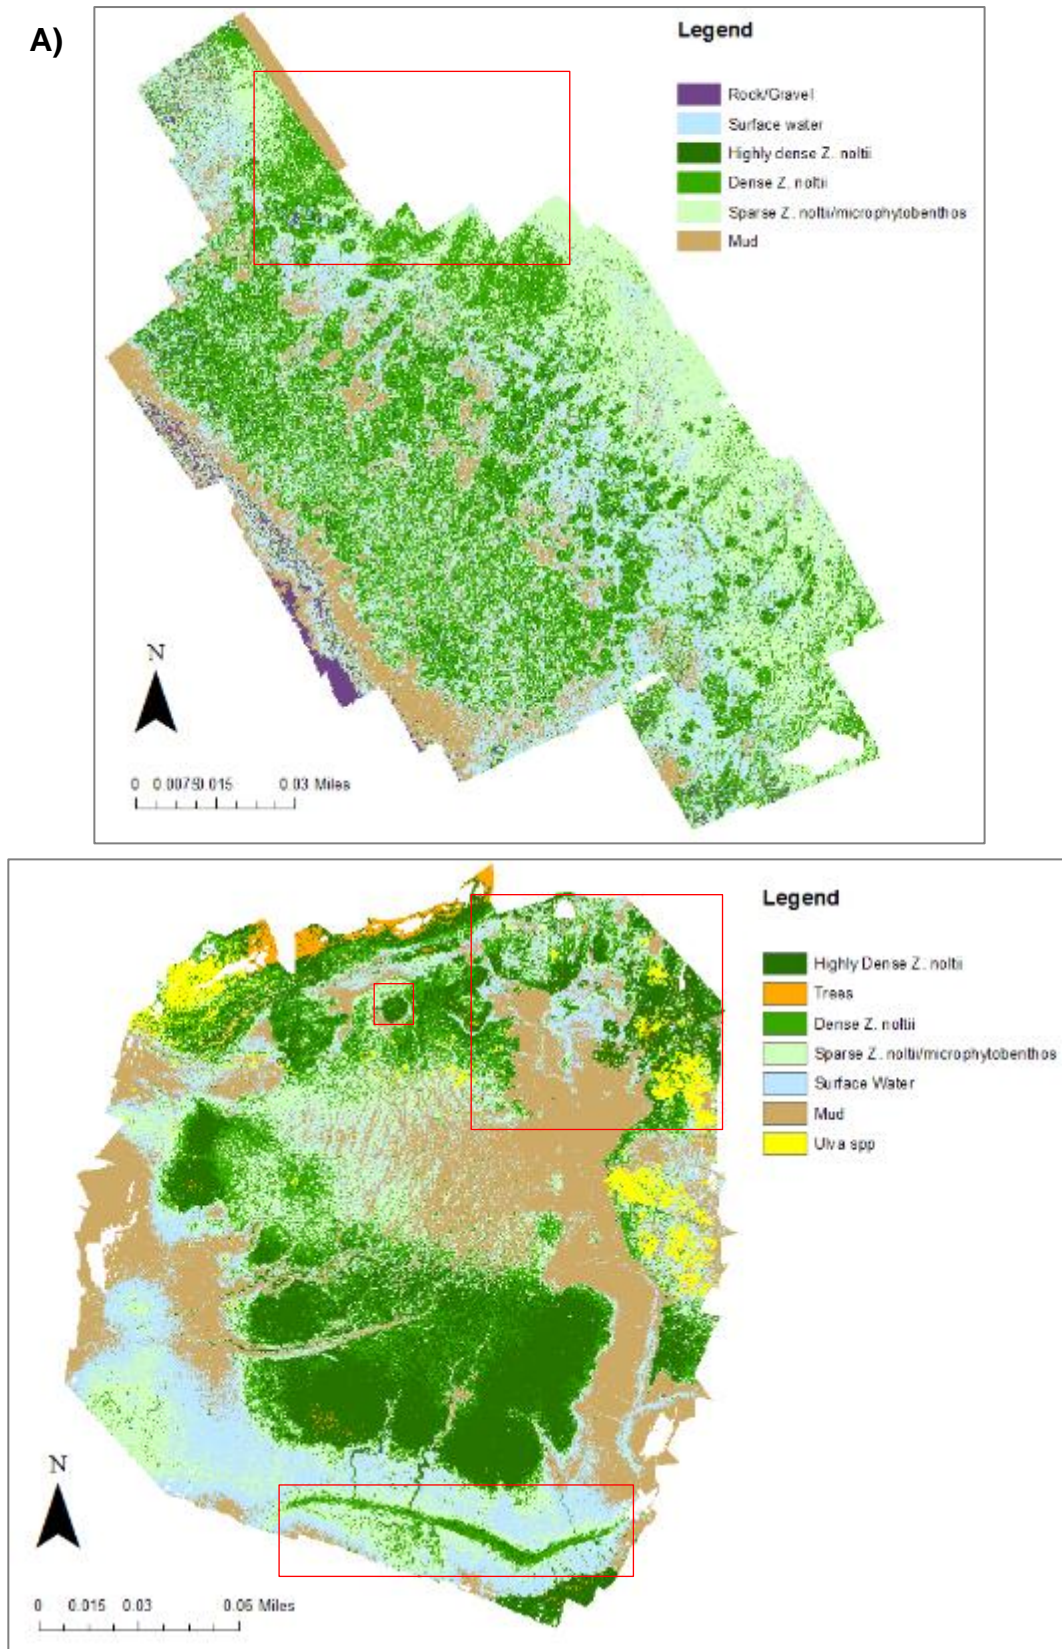 A)
Legend
Rock/Gravel
Surface water
Highly dense Z. noltii
Dense Z. noltii
Sparse Z. noltii/microphytobenthos
Mud
N
0 0.0075 0.015 0.03 Miles
Legend
Highly Dense Z. noltii
Trees
Dense Z. noltii
Sparse Z. noltii/microphytobenthos
Surface Water
Mud
Ulva spp
N
0 0.015 0.03 0.06 Miles